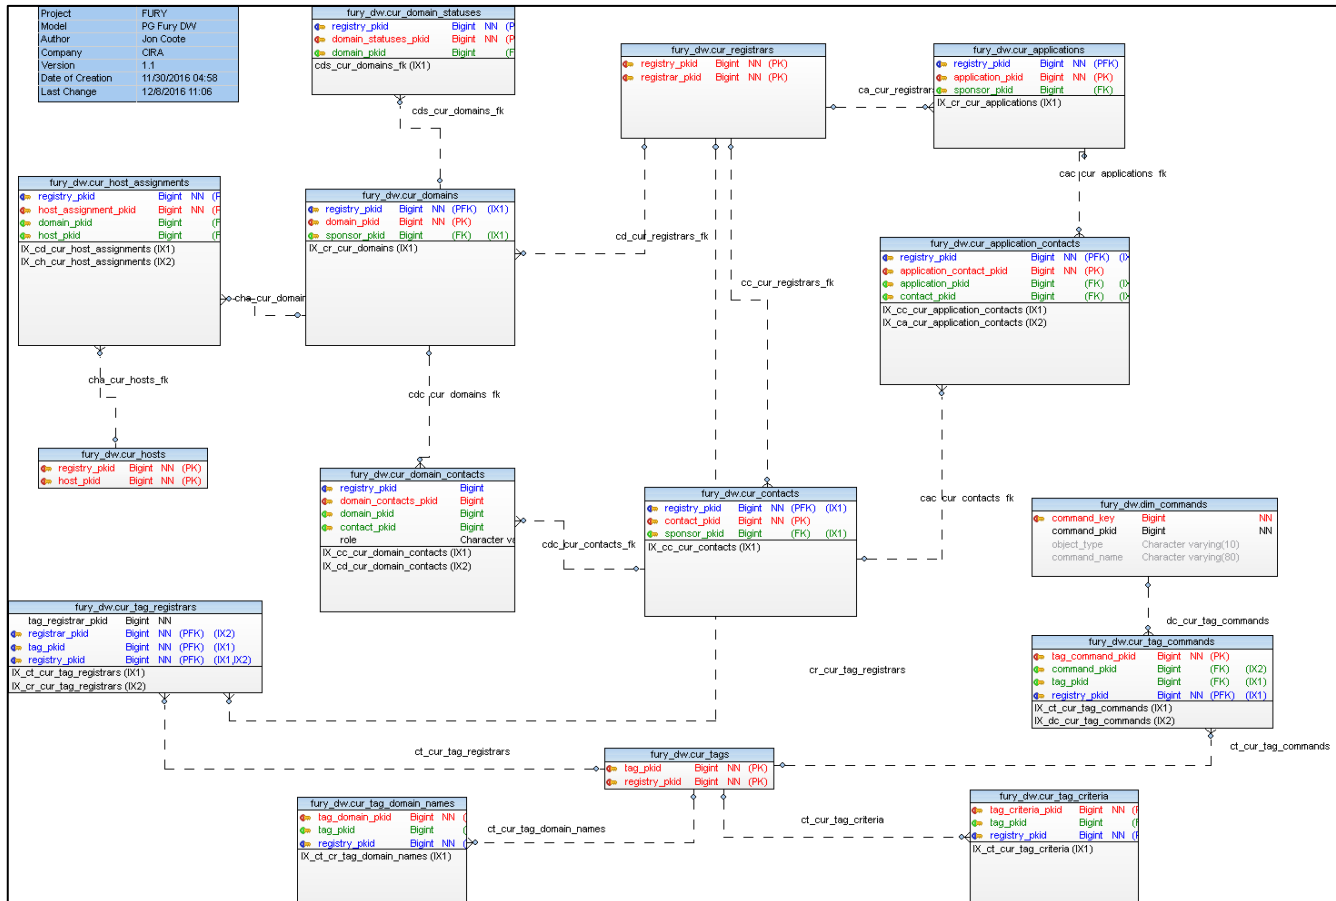 Project FURY
Model PG Fury DW
Author Jon Coote
Company CIRA
Version 1.1
Date of Creation 11/30/2016 04:58
Last Change 12/8/2016 11:06
fury_dw.cur_domain_statuses
registry_pkid Bigint NN (P
domain_statuses_pkid Bigint NN (P
domain_pkid Bigint (F
cds_cur_domains_fk (IX1)
cds_cur_domains_fk
fury_dw.cur_registrars
registry_pkid Bigint NN (PK)
registrar_pkid Bigint NN (PK)
ca_cur_registrars
fury_dw.cur_applications
registry_pkid Bigint NN (PFK)
application_pkid Bigint NN (PK)
sponsor_pkid Bigint (FK)
IX_cr_cur_applications (IX1)
cac_cur_applications_fk
fury_dw.cur_host_assignments
registry_pkid Bigint NN (P
host_assignment_pkid Bigint NN (P
domain_pkid Bigint (F
host_pkid Bigint (F
IX_cd_cur_host_assignments (IX1)
IX_ch_cur_host_assignments (IX2)
cha_cur_domain
fury_dw.cur_domains
registry_pkid Bigint NN (PFK) (IX1)
domain_pkid Bigint NN (PK)
sponsor_pkid Bigint (FK) (IX1)
IX_cr_cur_domains (IX1)
cd_cur_registrars_fk
cc_cur_registrars_fk
fury_dw.cur_application_contacts
registry_pkid Bigint NN (PFK) (IX
application_contact_pkid Bigint NN (PK)
application_pkid Bigint (FK) (IX
contact_pkid Bigint (FK) (IX
IX_cc_cur_application_contacts (IX1)
IX_ca_cur_application_contacts (IX2)
cha_cur_hosts_fk
cdc_cur_domains_fk
fury_dw.cur_hosts
registry_pkid Bigint NN (PK)
host_pkid Bigint NN (PK)
fury_dw.cur_domain_contacts
registry_pkid Bigint
domain_contacts_pkid Bigint
domain_pkid Bigint
contact_pkid Bigint
role Character va
IX_cc_cur_domain_contacts (IX1)
IX_cd_cur_domain_contacts (IX2)
cdc_cur_contacts_fk
fury_dw.cur_contacts
registry_pkid Bigint NN (PFK) (IX1)
contact_pkid Bigint NN (PK)
sponsor_pkid Bigint (FK) (IX1)
IX_cc_cur_contacts (IX1)
cac_cur_contacts_fk
fury_dw.dim_commands
command_key Bigint NN
command_pkid Bigint NN
object_type Character varying(10)
command_name Character varying(80)
dc_cur_tag_commands
fury_dw.cur_tag_registrars
tag_registrar_pkid Bigint NN
registrar_pkid Bigint NN (PFK) (IX2)
tag_pkid Bigint NN (PFK) (IX1)
registry_pkid Bigint NN (PFK) (IX1,IX2)
IX_ct_cur_tag_registrars (IX1)
IX_cr_cur_tag_registrars (IX2)
cr_cur_tag_registrars
fury_dw.cur_tag_commands
tag_command_pkid Bigint NN (PK)
command_pkid Bigint (FK) (IX2)
tag_pkid Bigint (FK) (IX1)
registry_pkid Bigint NN (PFK) (IX1)
IX_ct_cur_tag_commands (IX1)
IX_dc_cur_tag_commands (IX2)
ct_cur_tag_registrars
ct_cur_tag_commands
fury_dw.cur_tags
tag_pkid Bigint NN (PK)
registry_pkid Bigint NN (PK)
fury_dw.cur_tag_domain_names
tag_domain_pkid Bigint NN (
tag_pkid Bigint (
registry_pkid Bigint NN (
IX_ct_cr_tag_domain_names (IX1)
ct_cur_tag_domain_names
ct_cur_tag_criteria
fury_dw.cur_tag_criteria
tag_criteria_pkid Bigint NN (P
tag_pkid Bigint (F
registry_pkid Bigint NN (P
IX_ct_cur_tag_criteria (IX1)